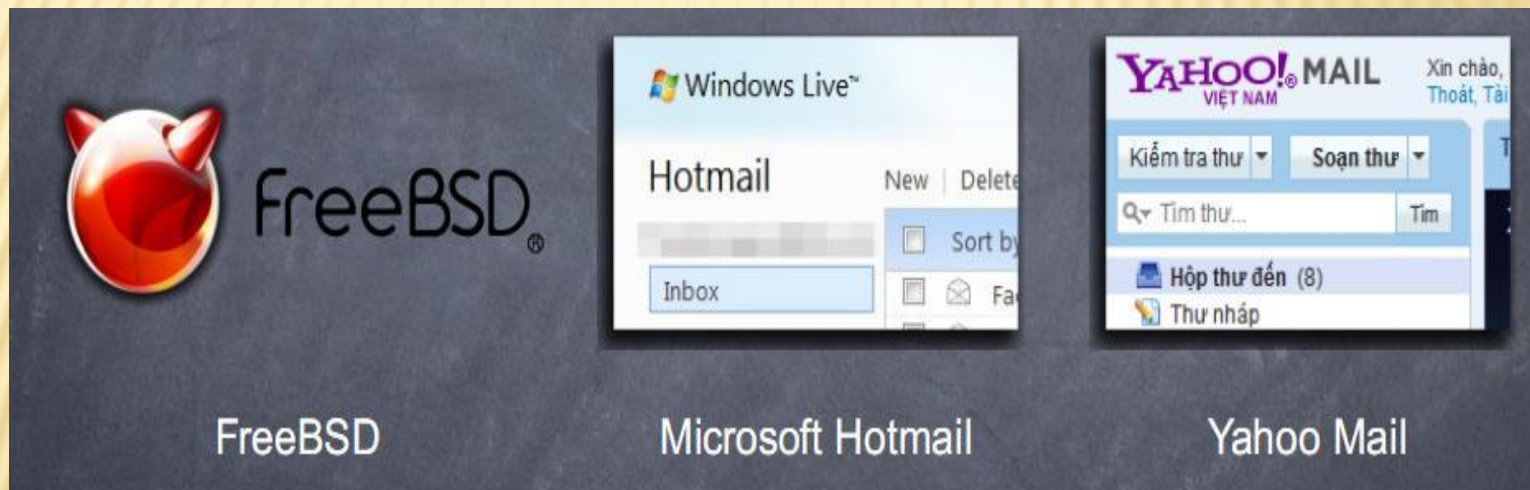 FreeBSD®
Windows Live™
Hotmail
New | Delete
Sort by
Inbox
YAHOO!® MAIL
VIỆT NAM
Xin chào,
Thoát, Tài
Kiểm tra thư
Soạn thư
Tìm thư...
Tìm
Hộp thư đến (8)
Thư nháp
FreeBSD
Microsoft Hotmail
Yahoo Mail